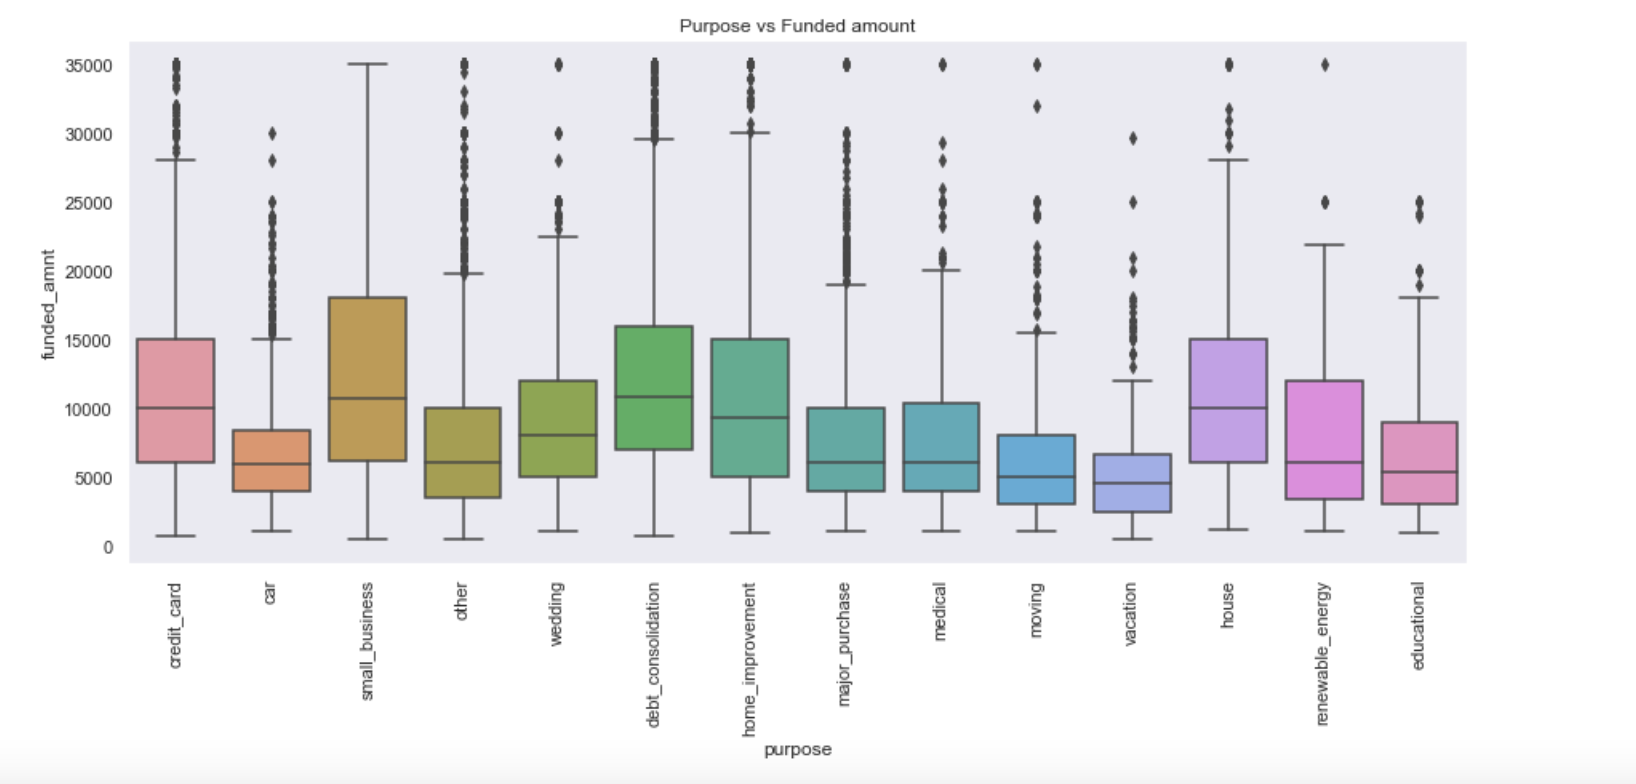 Purpose vs Funded amount
35000
30000
25000
20000
15000
10000
5000
0
funded_amnt
credit_card
car
small_business
other
wedding
debt_consolidation
home_improvement
major_purchase
medical
moving
vacation
house
renewable_energy
educational
purpose